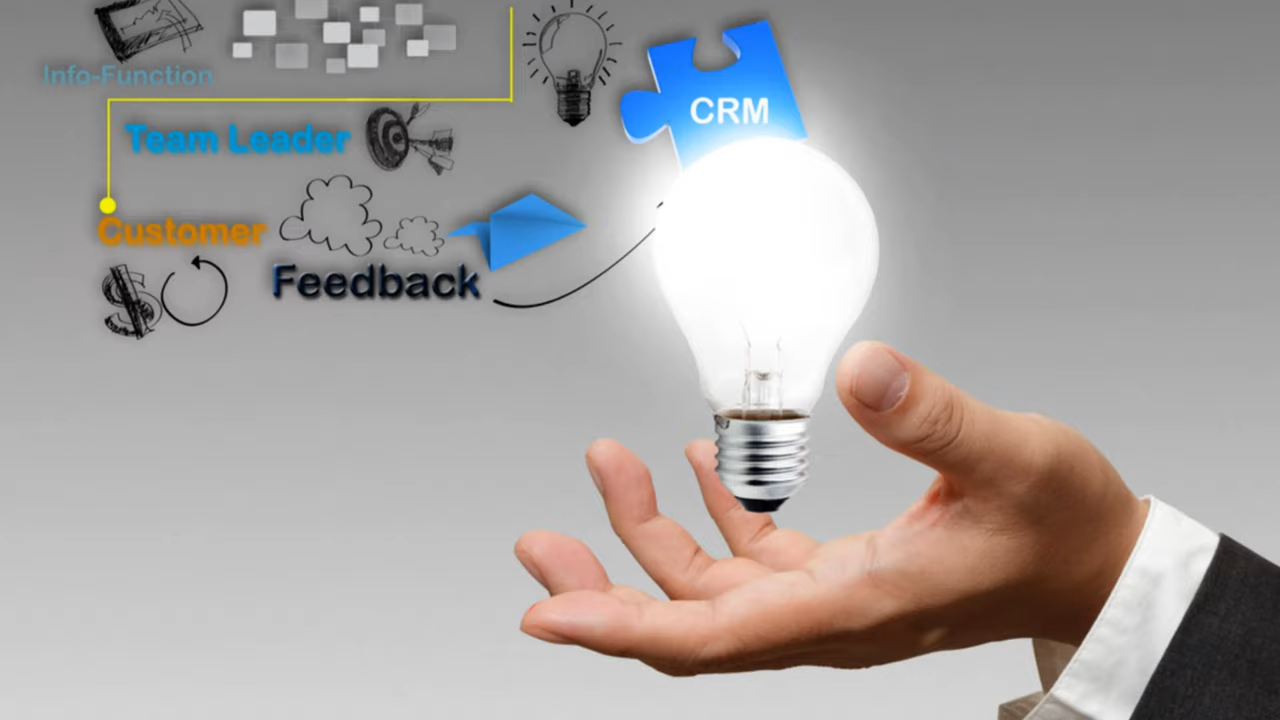 Info-Function
CRM
Team Leader
Customer
Feedback
$